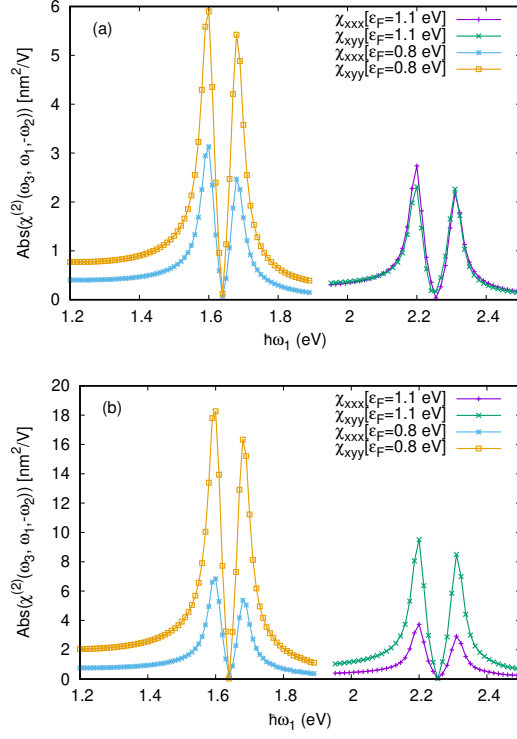 (a)
χxxx[εF=1.1 eV]
χxyy[εF=1.1 eV]
χxxx[εF=0.8 eV]
χxyy[εF=0.8 eV]
Abs(χ(2)(ω3, ω1,-ω2)) [nm2/V]
6
5
4
3
2
1
0
1.2 1.4 1.6 1.8 2 2.2 2.4
ħω1 (eV)
(b)
χxxx[εF=1.1 eV]
χxyy[εF=1.1 eV]
χxxx[εF=0.8 eV]
χxyy[εF=0.8 eV]
Abs(χ(2)(ω3, ω1,-ω2)) [nm2/V]
20
18
16
14
12
10
8
6
4
2
0
1.2 1.4 1.6 1.8 2 2.2 2.4
ħω1 (eV)